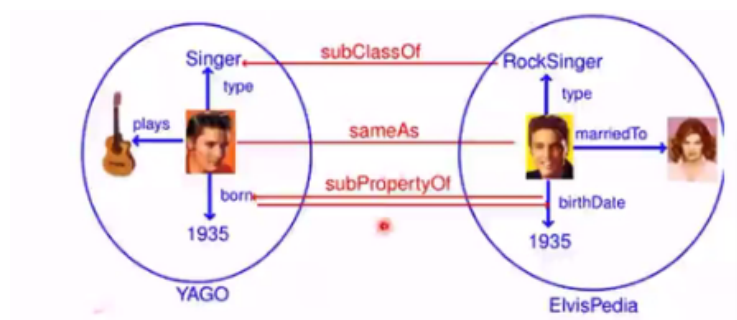 Singer
subClassOf
RockSinger
type
type
plays
sameAs
marriedTo
subPropertyOf
born
birthDate
1935
1935
YAGO
ElvisPedia